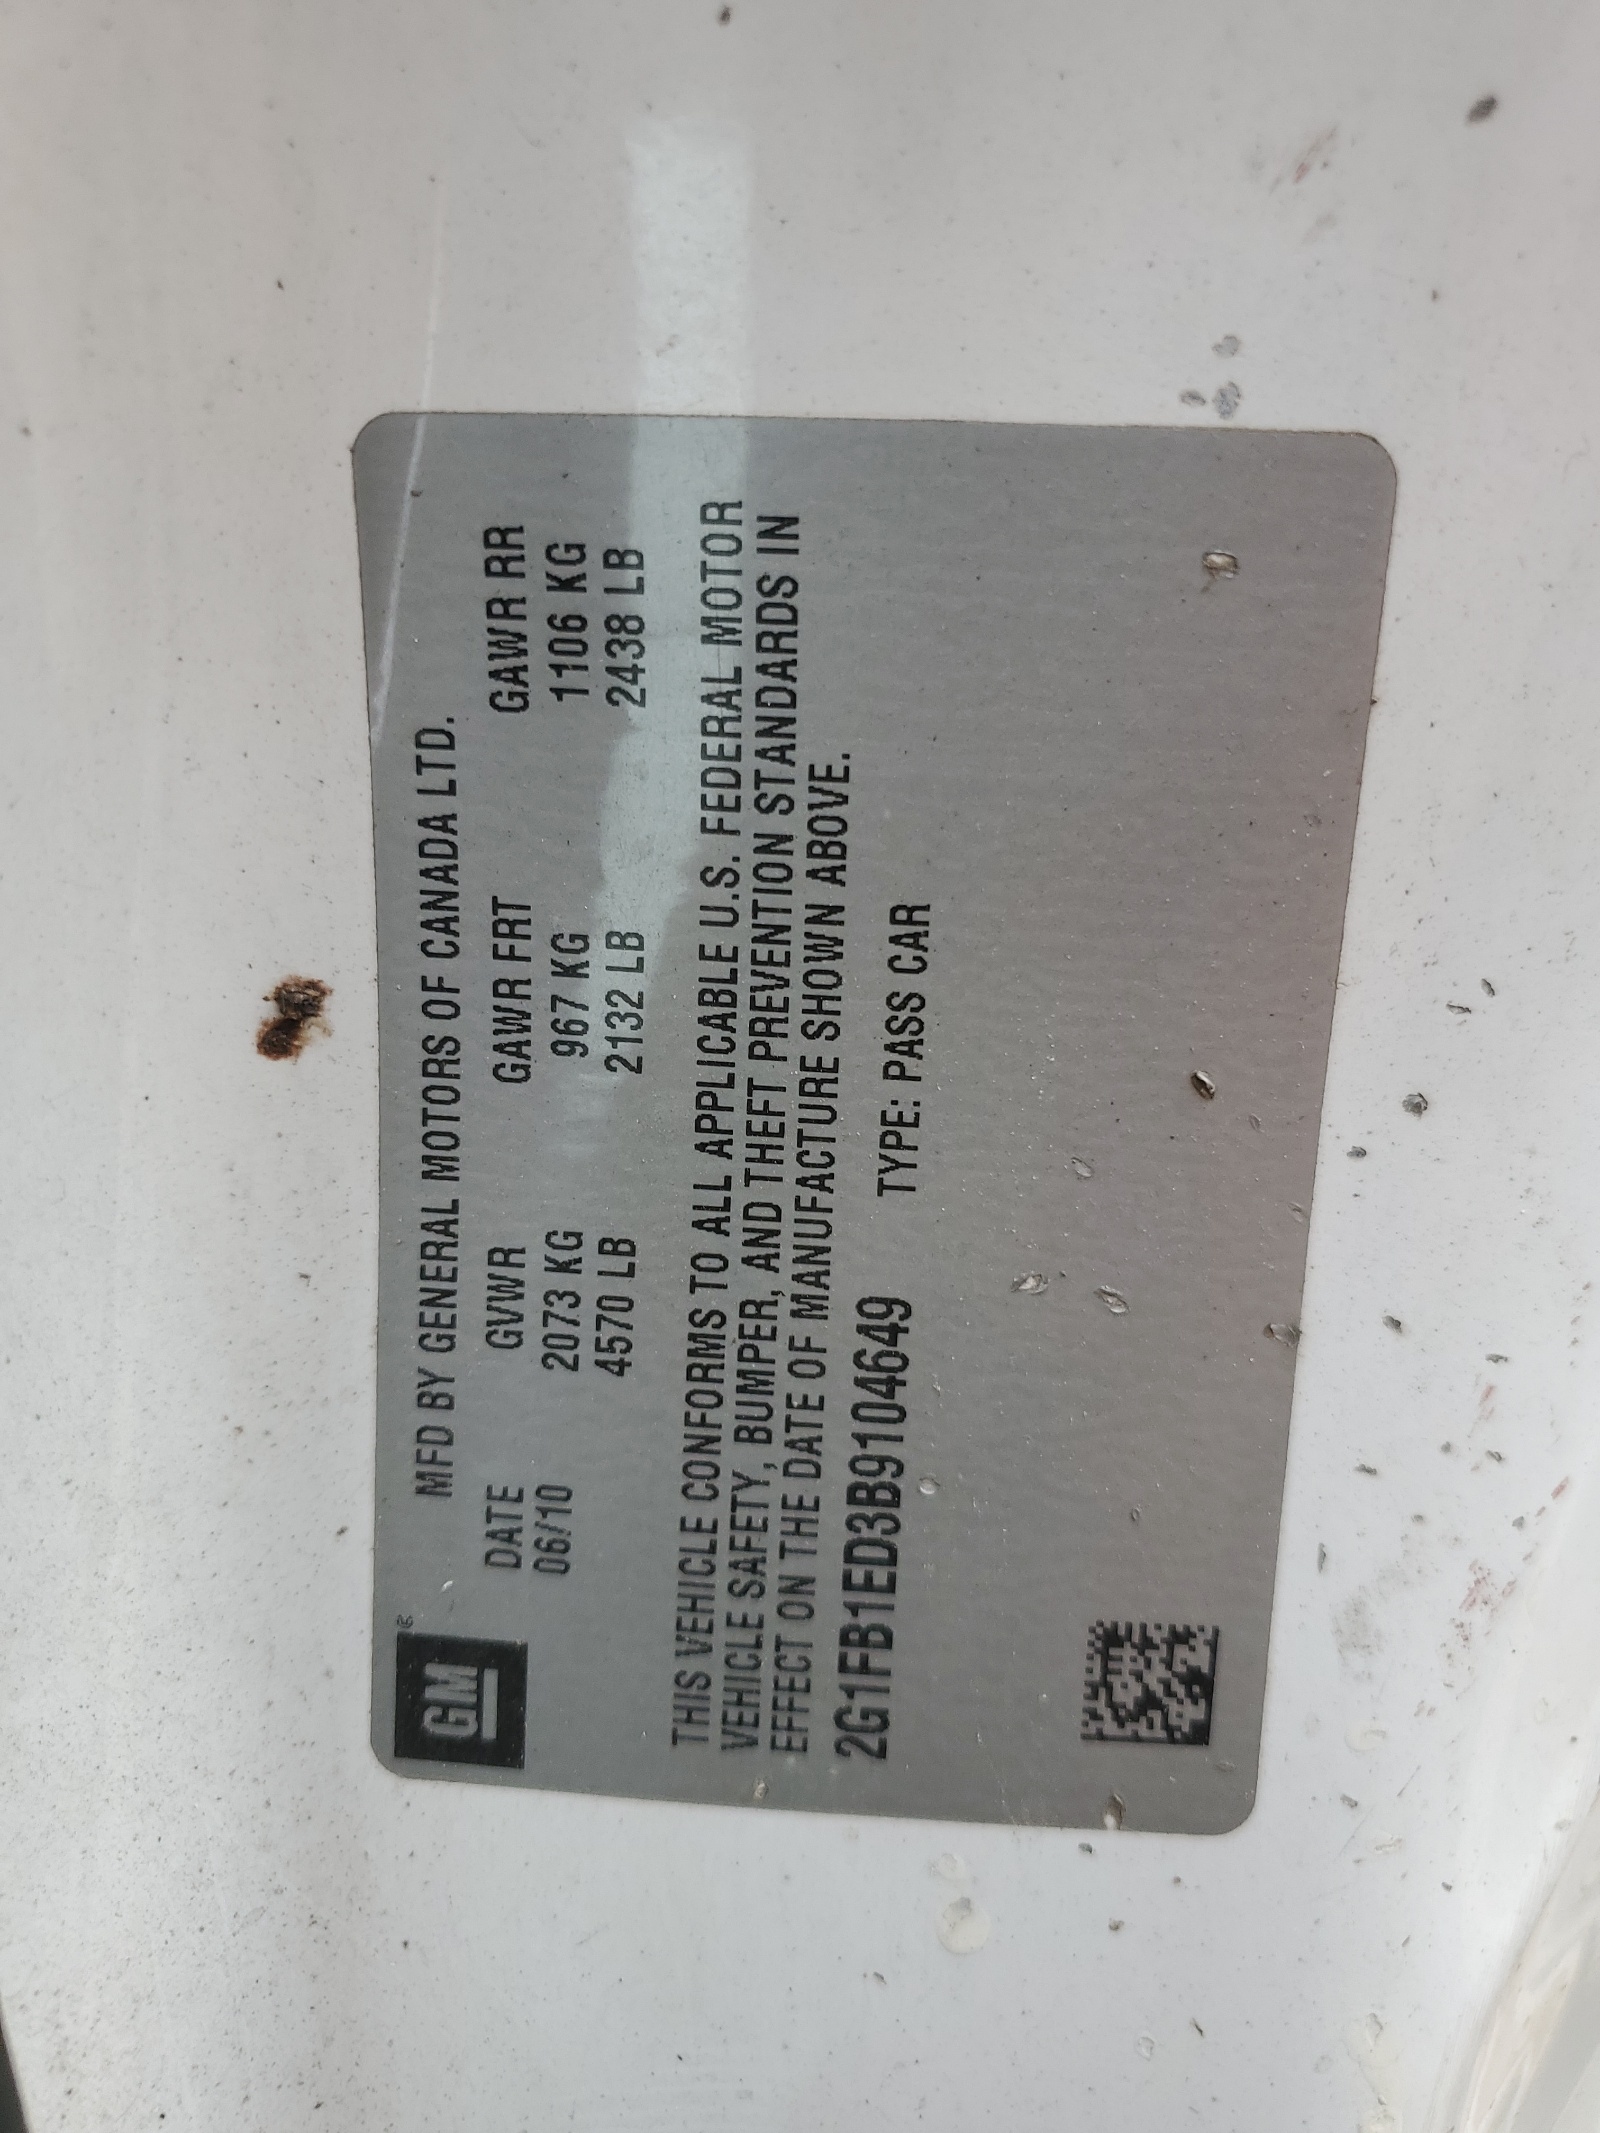 GM®
MFD BY GENERAL MOTORS OF CANADA LTD.
DATE GVWR GAWR FRT GAWR RR
06/10 2073 KG 967 KG 1106 KG
4570 LB 2132 LB 2438 LB
THIS VEHICLE CONFORMS TO ALL APPLICABLE U.S. FEDERAL MOTOR
VEHICLE SAFETY, BUMPER, AND THEFT PREVENTION STANDARDS IN
EFFECT ON THE DATE OF MANUFACTURE SHOWN ABOVE.
2G1FB1ED3B9104649 TYPE: PASS CAR